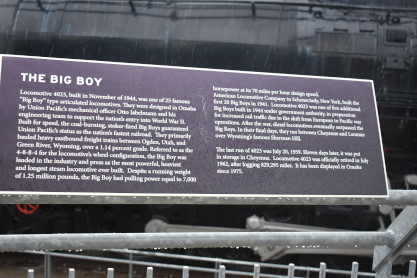 THE BIG BOY
Locomotive 4023, built in November of 1944, was one of 25 famous
"Big Boy" type articulated locomotives. They were designed in Omaha
by Union Pacific's mechanical officer Otto Jabelmann and his
engineering team to support the nation's entry into World War II.
Built for speed, the coal-burning, stoker-fired Big Boys guaranteed
Union Pacific's status as the nation's fastest railroad. They primarily
hauled heavy eastbound freight trains between Ogden, Utah, and
Green River, Wyoming, over a 1.14 percent grade. Referred to as the
4-8-8-4 for the locomotive's wheel configuration, the Big Boy was
lauded in the industry and press as the most powerful, heaviest
and longest steam locomotive ever built. Despite a running weight
of 1.25 million pounds, the Big Boy had pulling power equal to 7,000
horsepower at its 70 miles per hour design speed.
American Locomotive Company in Schenectady, New York, built the
first 20 Big Boys in 1941. Locomotive 4023 was one of five additional
Big Boys built in 1944 under government authority, in preparation
for increased rail traffic due to the shift from European to Pacific war
operations. After the war, diesel locomotives eventually surpassed the
Big Boys. In their final days, they ran between Cheyenne and Laramie
over Wyoming's famous Sherman Hill.
The last run of 4023 was July 20, 1959. Eleven days later, it was put
in storage in Cheyenne. Locomotive 4023 was officially retired in July
1962, after logging 829,295 miles. It has been displayed in Omaha
since 1975.